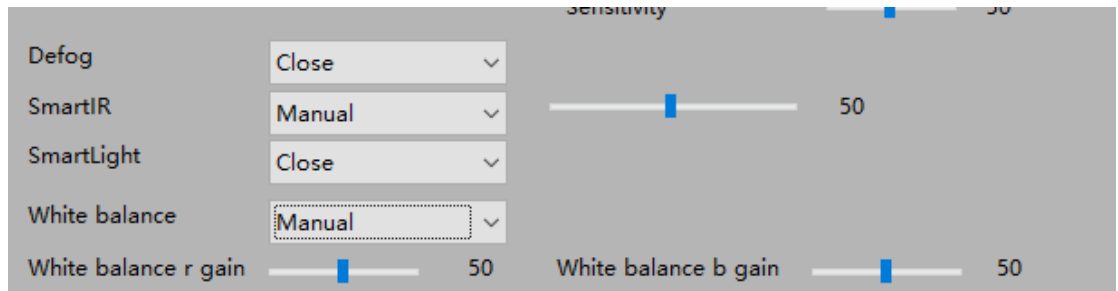 Sensitivity 50
Defog Close
SmartIR Manual 50
SmartLight Close
White balance Manual
White balance r gain 50 White balance b gain 50